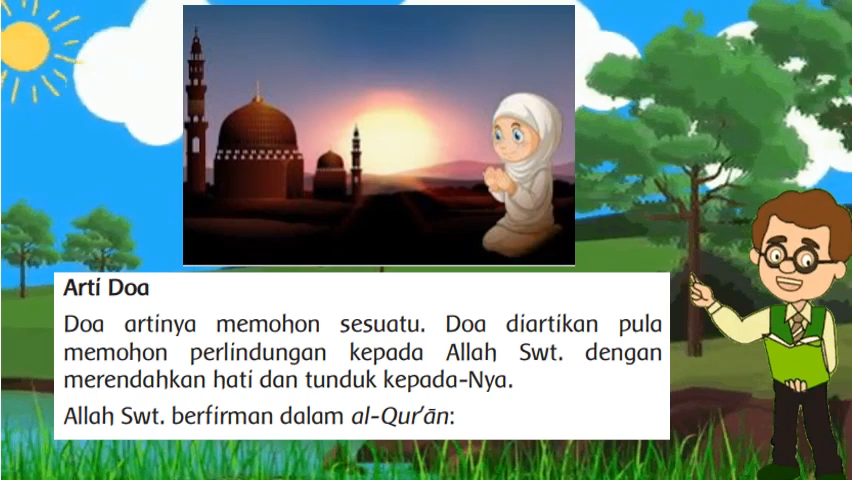 Arti Doa
Doa artinya memohon sesuatu. Doa diartikan pula
memohon perlindungan kepada Allah Swt. dengan
merendahkan hati dan tunduk kepada-Nya.
Allah Swt. berfirman dalam al-Qur'ān: